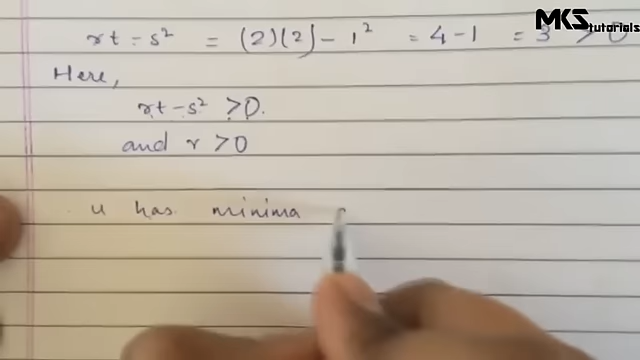 MKS tutorials
rt - s² = (2)(2) - 1² = 4 - 1 = 3 > 0
Here,
rt - s² > 0.
and r > 0
u has minima